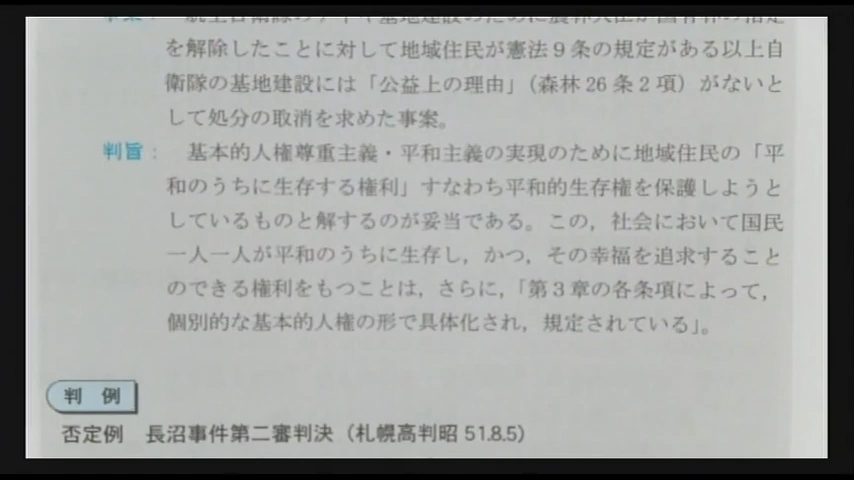 を解除したことに対して地域住民が憲法9条の規定がある以上自
衛隊の基地建設には「公益上の理由」(森林26条2項)がないと
して処分の取消を求めた事案。
判旨: 基本的人権尊重主義・平和主義の実現のために地域住民の「平
和のうちに生存する権利」すなわち平和的生存権を保護しようと
しているものと解するのが妥当である。この,社会において国民
一人一人が平和のうちに生存し,かつ,その幸福を追求すること
のできる権利をもつことは,さらに,「第3章の各条項によって,
個別的な基本的人権の形で具体化され,規定されている」。
判 例
否定例 長沼事件第二審判決(札幌高判昭51.8.5)